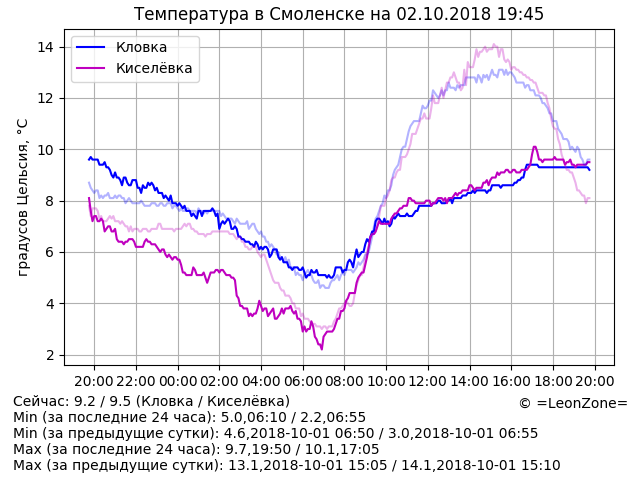 Температура в Смоленске на 02.10.2018 19:45
14
Кловка
Киселёвка
12
10
8
6
4
2
градусов Цельсия, °C
20:00 22:00 00:00 02:00 04:00 06:00 08:00 10:00 12:00 14:00 16:00 18:00 20:00
Сейчас: 9.2 / 9.5 (Кловка / Киселёвка)
© =LeonZone=
Min (за последние 24 часа): 5.0,06:10 / 2.2,06:55
Min (за предыдущие сутки): 4.6,2018-10-01 06:50 / 3.0,2018-10-01 06:55
Max (за последние 24 часа): 9.7,19:50 / 10.1,17:05
Max (за предыдущие сутки): 13.1,2018-10-01 15:05 / 14.1,2018-10-01 15:10